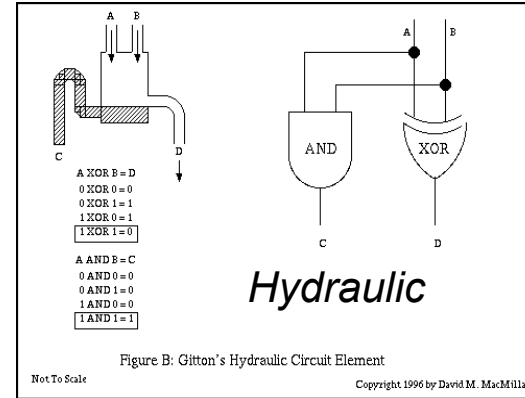 A B
C
D
A XOR B = D
0 XOR 0 = 0
0 XOR 1 = 1
1 XOR 0 = 1
1 XOR 1 = 0
A AND B = C
0 AND 0 = 0
0 AND 1 = 0
1 AND 0 = 0
1 AND 1 = 1
A B
AND XOR
C D
Hydraulic
Figure B: Gitton's Hydraulic Circuit Element
Not To Scale
Copyright 1996 by David M. MacMilla